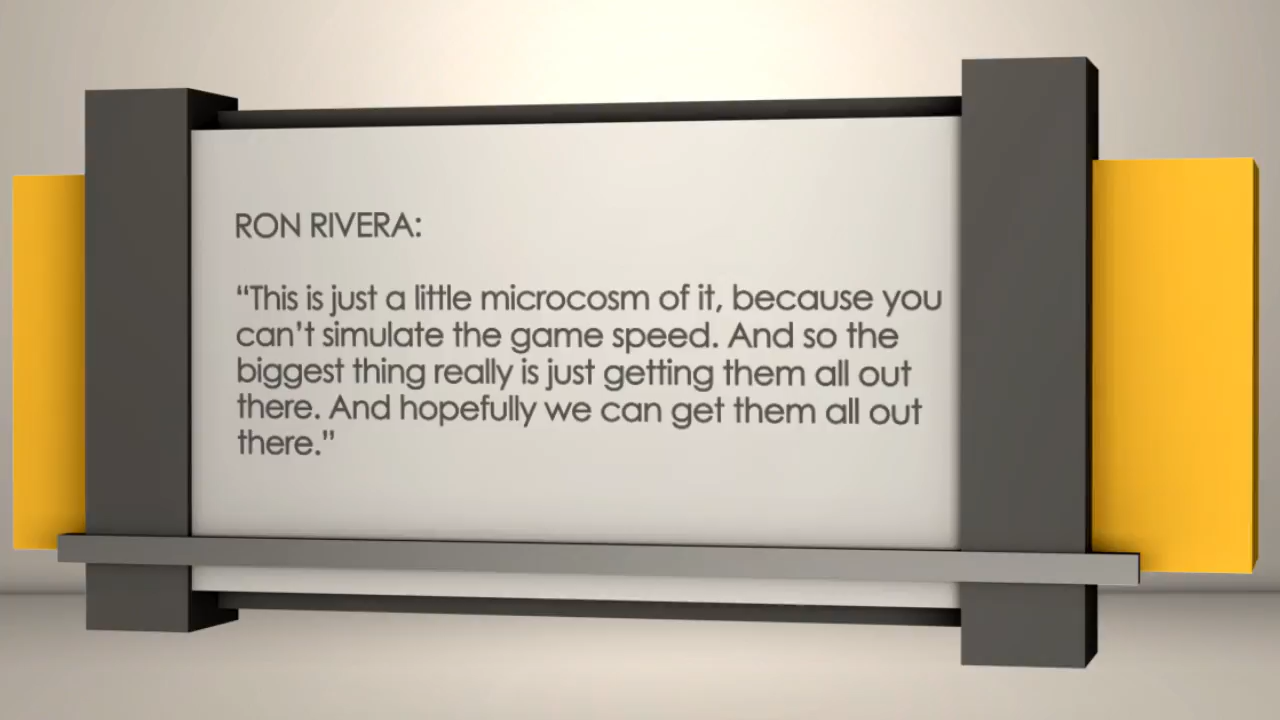 RON RIVERA:
“This is just a little microcosm of it, because you
can’t simulate the game speed. And so the
biggest thing really is just getting them all out
there. And hopefully we can get them all out
there.”